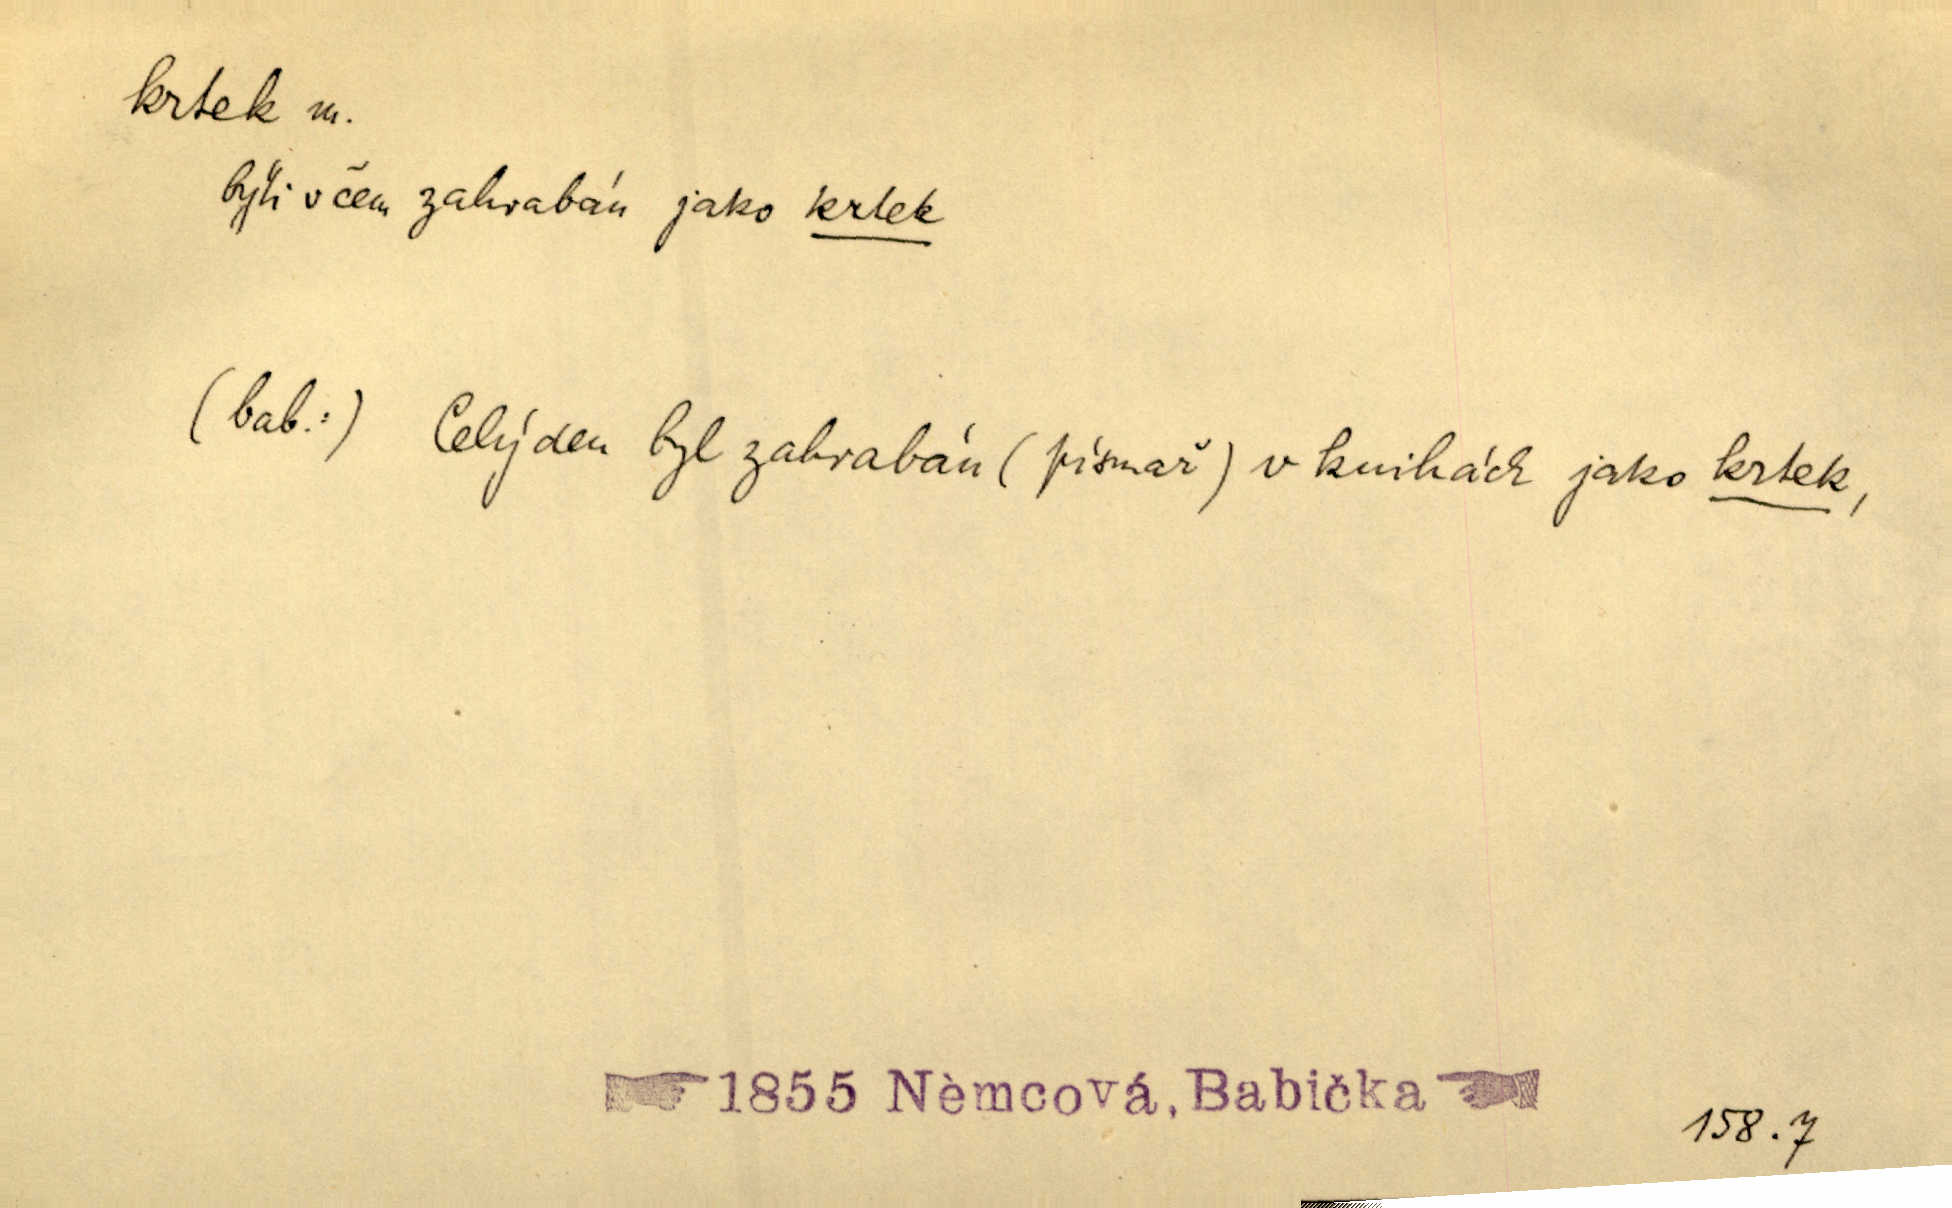 krtek m.
býti v čem zahrabán jako krtek
(bab.:) Celý den byl zahrabán (písmař) v knihách jako krtek,
1855 Nèmcová, Babička
158.7